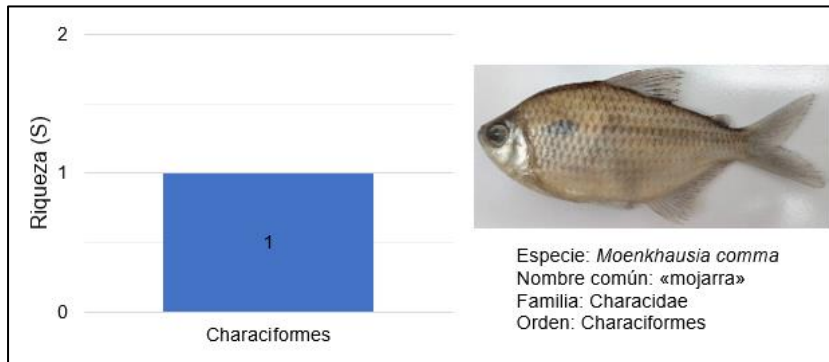 2
1
0
Riqueza (S)
1
Characiformes
Especie: Moenkhausia comma
Nombre común: «mojarra»
Familia: Characidae
Orden: Characiformes